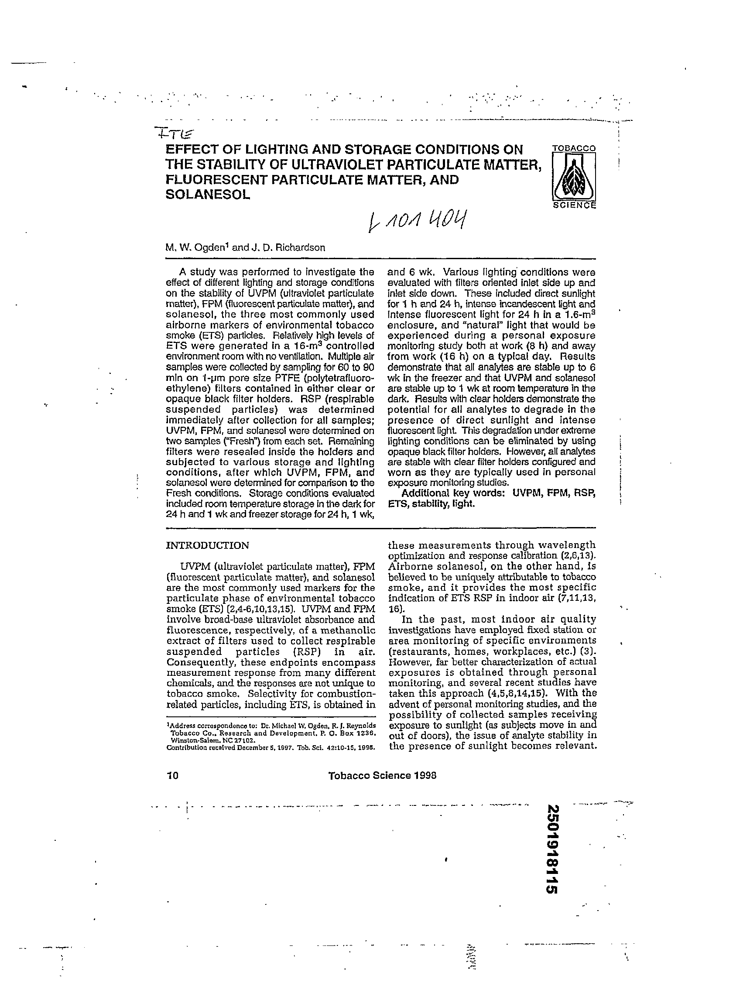 ITLE
EFFECT OF LIGHTING AND STORAGE CONDITIONS ON
THE STABILITY OF ULTRAVIOLET PARTICULATE MATTER,
FLUORESCENT PARTICULATE MATTER, AND
SOLANESOL
TOBACCO
SCIENCE
L 101 404
M. W. Ogden¹ and J. D. Richardson
A study was performed to investigate the
effect of different lighting and storage conditions
on the stability of UVPM (ultraviolet particulate
matter), FPM (fluorescent particulate matter), and
solanesol, the three most commonly used
airborne markers of environmental tobacco
smoke (ETS) particles. Relatively high levels of
ETS were generated in a 16-m³ controlled
environment room with no ventilation. Multiple air
samples were collected by sampling for 60 to 90
min on 1-μm pore size PTFE (polytetrafluoro-
ethylene) filters contained in either clear or
opaque black filter holders. RSP (respirable
suspended particles) was determined
immediately after collection for all samples;
UVPM, FPM, and solanesol were determined on
two samples ("Fresh") from each set. Remaining
filters were resealed inside the holders and
subjected to various storage and lighting
conditions, after which UVPM, FPM, and
solanesol were determined for comparison to the
Fresh conditions. Storage conditions evaluated
included room temperature storage in the dark for
24 h and 1 wk and freezer storage for 24 h, 1 wk,
and 6 wk. Various lighting conditions were
evaluated with filters oriented inlet side up and
inlet side down. These included direct sunlight
for 1 h and 24 h, intense incandescent light and
intense fluorescent light for 24 h in a 1.6-m³
enclosure, and "natural" light that would be
experienced during a personal exposure
monitoring study both at work (8 h) and away
from work (16 h) on a typical day. Results
demonstrate that all analytes are stable up to 6
wk in the freezer and that UVPM and solanesol
are stable up to 1 wk at room temperature in the
dark. Results with clear holders demonstrate the
potential for all analytes to degrade in the
presence of direct sunlight and intense
fluorescent light. This degradation under extreme
lighting conditions can be eliminated by using
opaque black filter holders. However, all analytes
are stable with clear filter holders configured and
worn as they are typically used in personal
exposure monitoring studies.
Additional key words: UVPM, FPM, RSP,
ETS, stability, light.
INTRODUCTION
UVPM (ultraviolet particulate matter), FPM
(fluorescent particulate matter), and solanesol
are the most commonly used markers for the
particulate phase of environmental tobacco
smoke (ETS) (2,4-6,10,13,15). UVPM and FPM
involve broad-base ultraviolet absorbance and
fluorescence, respectively, of a methanolic
extract of filters used to collect respirable
suspended particles (RSP) in air.
Consequently, these endpoints encompass
measurement response from many different
chemicals, and the responses are not unique to
tobacco smoke. Selectivity for combustion-
related particles, including ETS, is obtained in
¹Address correspondence to: Dr. Michael W. Ogden, R. J. Reynolds
Tobacco Co., Research and Development, P. O. Box 1236,
Winston-Salem, NC 27102.
Contribution received December 5, 1997. Tob. Sci. 42:10-15, 1998.
these measurements through wavelength
optimization and response calibration (2,6,13).
Airborne solanesol, on the other hand, is
believed to be uniquely attributable to tobacco
smoke, and it provides the most specific
indication of ETS RSP in indoor air (7,11,13,
16).
In the past, most indoor air quality
investigations have employed fixed station or
area monitoring of specific environments
(restaurants, homes, workplaces, etc.) (3).
However, far better characterization of actual
exposures is obtained through personal
monitoring, and several recent studies have
taken this approach (4,5,8,14,15). With the
advent of personal monitoring studies, and the
possibility of collected samples receiving
exposure to sunlight (as subjects move in and
out of doors), the issue of analyte stability in
the presence of sunlight becomes relevant.
10
Tobacco Science 1998
2501918115